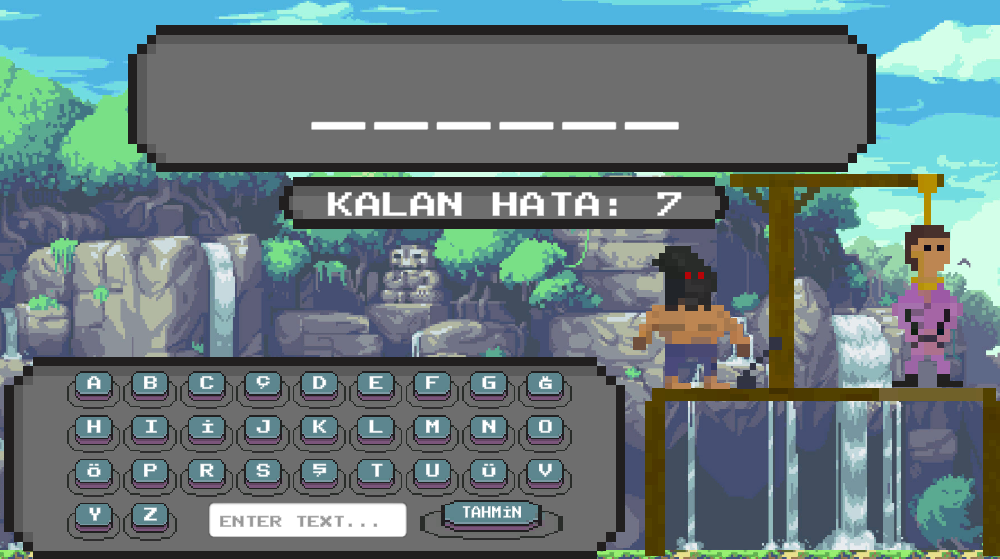 _ _ _ _ _ _
KALAN HATA: 7
A B C Ç D E F G Ğ
H I İ J K L M N O
Ö P R S Ş T U Ü V
Y Z ENTER TEXT... TAHMİN